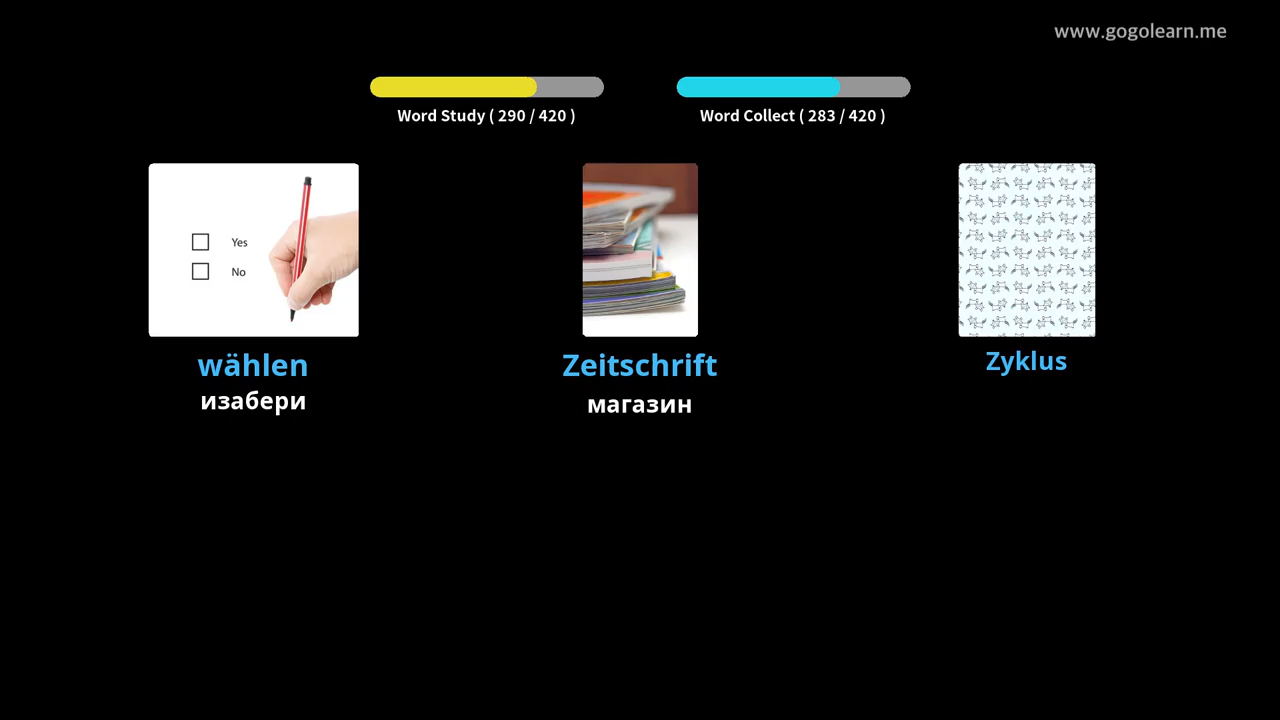 www.gogolearn.me
Word Study ( 290 / 420 )
Word Collect ( 283 / 420 )
Yes
No
wählen
изабери
Zeitschrift
магазин
Zyklus